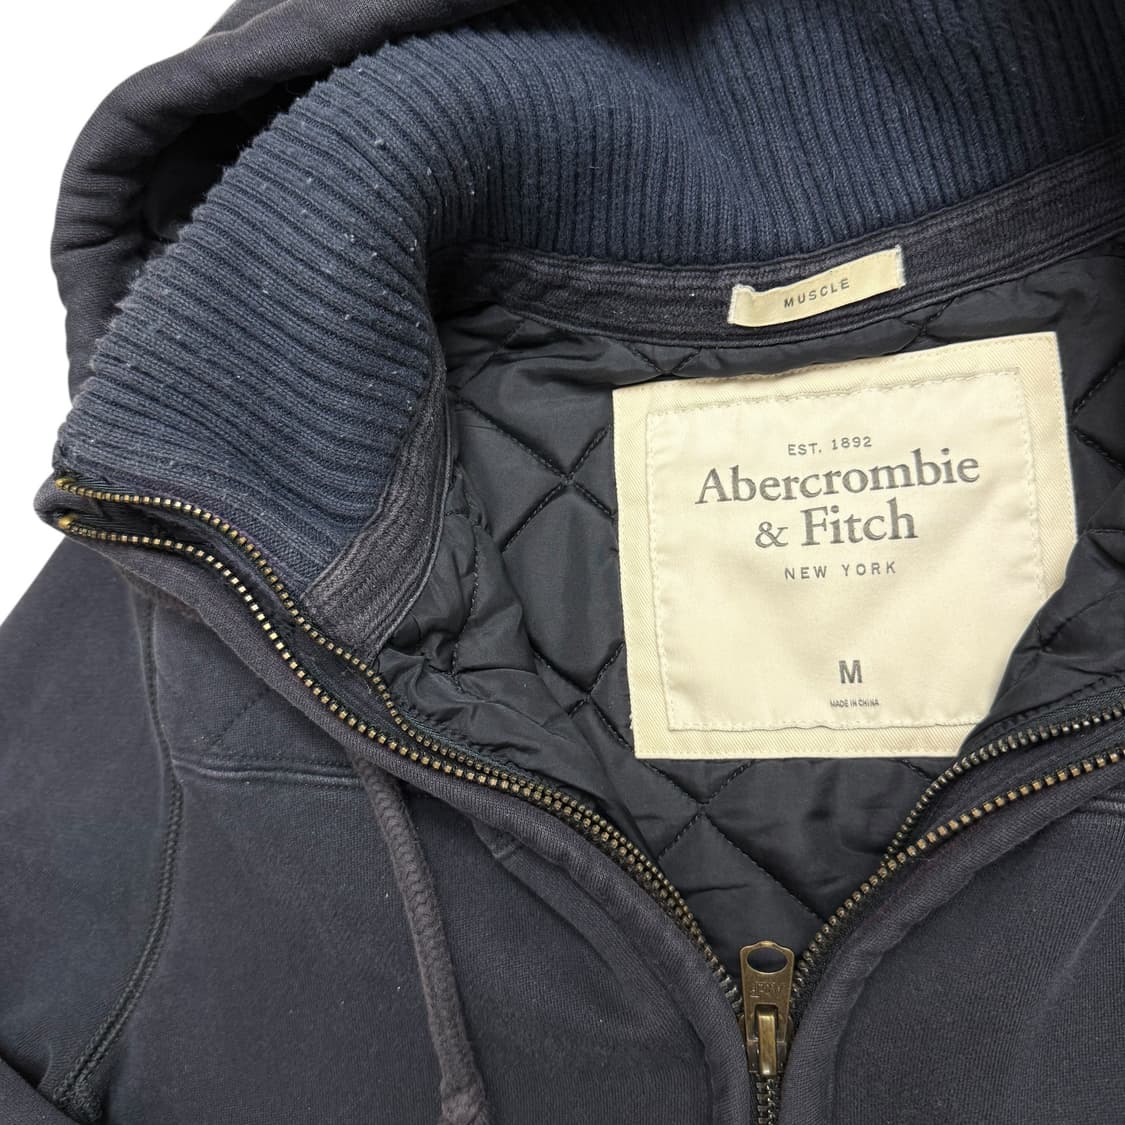 MUSCLE
EST. 1892
Abercrombie
& Fitch
NEW YORK
M
MADE IN CHINA